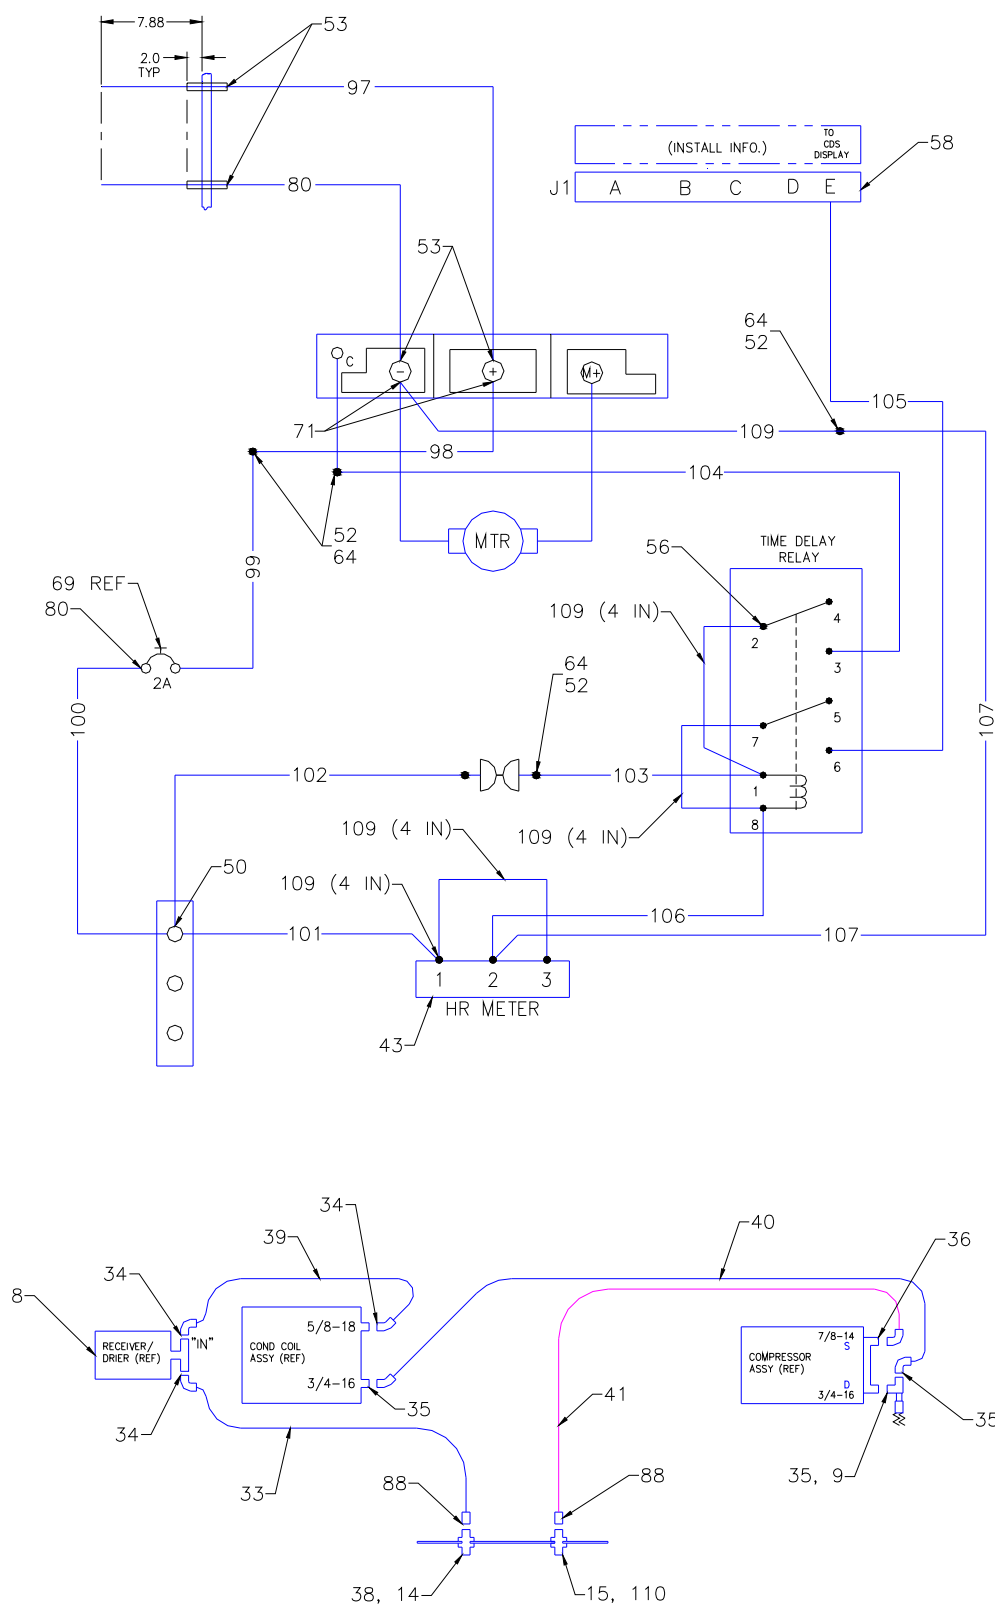 7.88
53
2.0
TYP
97
80
(INSTALL INFO.)
TO
CDS
DISPLAY
58
J1 A B C D E
53
64
52
C - + M+
71
105
109
98
104
52
64
MTR
TIME DELAY
RELAY
56
99
69 REF
80
2A
109 (4 IN)
4
2
3
64
52
5
7
6
100
107
102
103
1
8
109 (4 IN)
109 (4 IN)
50
109 (4 IN)
106
101
107
1 2 3
HR METER
43
34
40
39
36
34
8
"IN"
5/8-18
RECEIVER/
DRIER (REF)
COND COIL
ASSY (REF)
3/4-16
7/8-14
S
COMPRESSOR
ASSY (REF)
D
3/4-16
35
41
35
34
33
88
88
35, 9
38, 14
15, 110